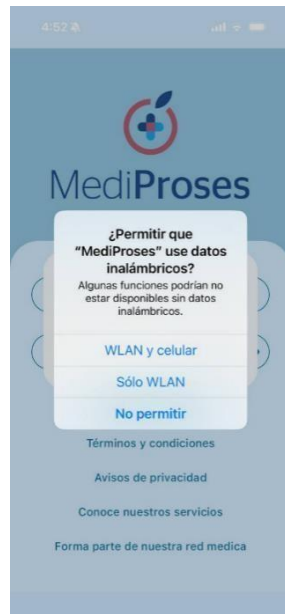 4:52
MediProses
¿Permitir que
“MediProses” use datos
inalámbricos?
Algunas funciones podrían no
estar disponibles sin datos
inalámbricos.
WLAN y celular
Sólo WLAN
No permitir
Términos y condiciones
Avisos de privacidad
Conoce nuestros servicios
Forma parte de nuestra red medica